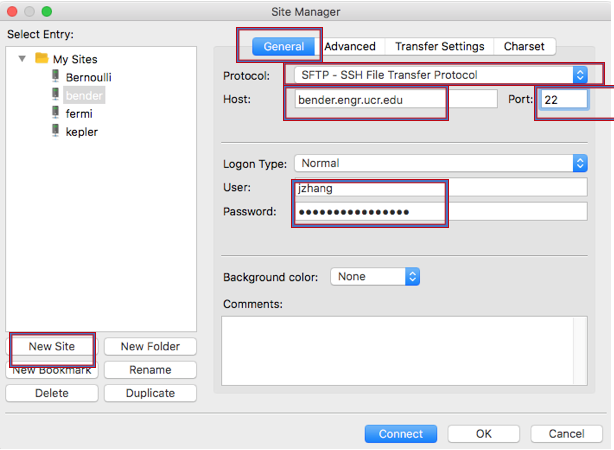 Site Manager
Select Entry:
My Sites
Bernoulli
bender
fermi
kepler
New Site
New Folder
New Bookmark
Rename
Delete
Duplicate
General
Advanced
Transfer Settings
Charset
Protocol:
SFTP - SSH File Transfer Protocol
Host:
bender.engr.ucr.edu
Port:
22
Logon Type:
Normal
User:
jzhang
Password:
••••••••••••••••
Background color:
None
Comments:
Connect
OK
Cancel